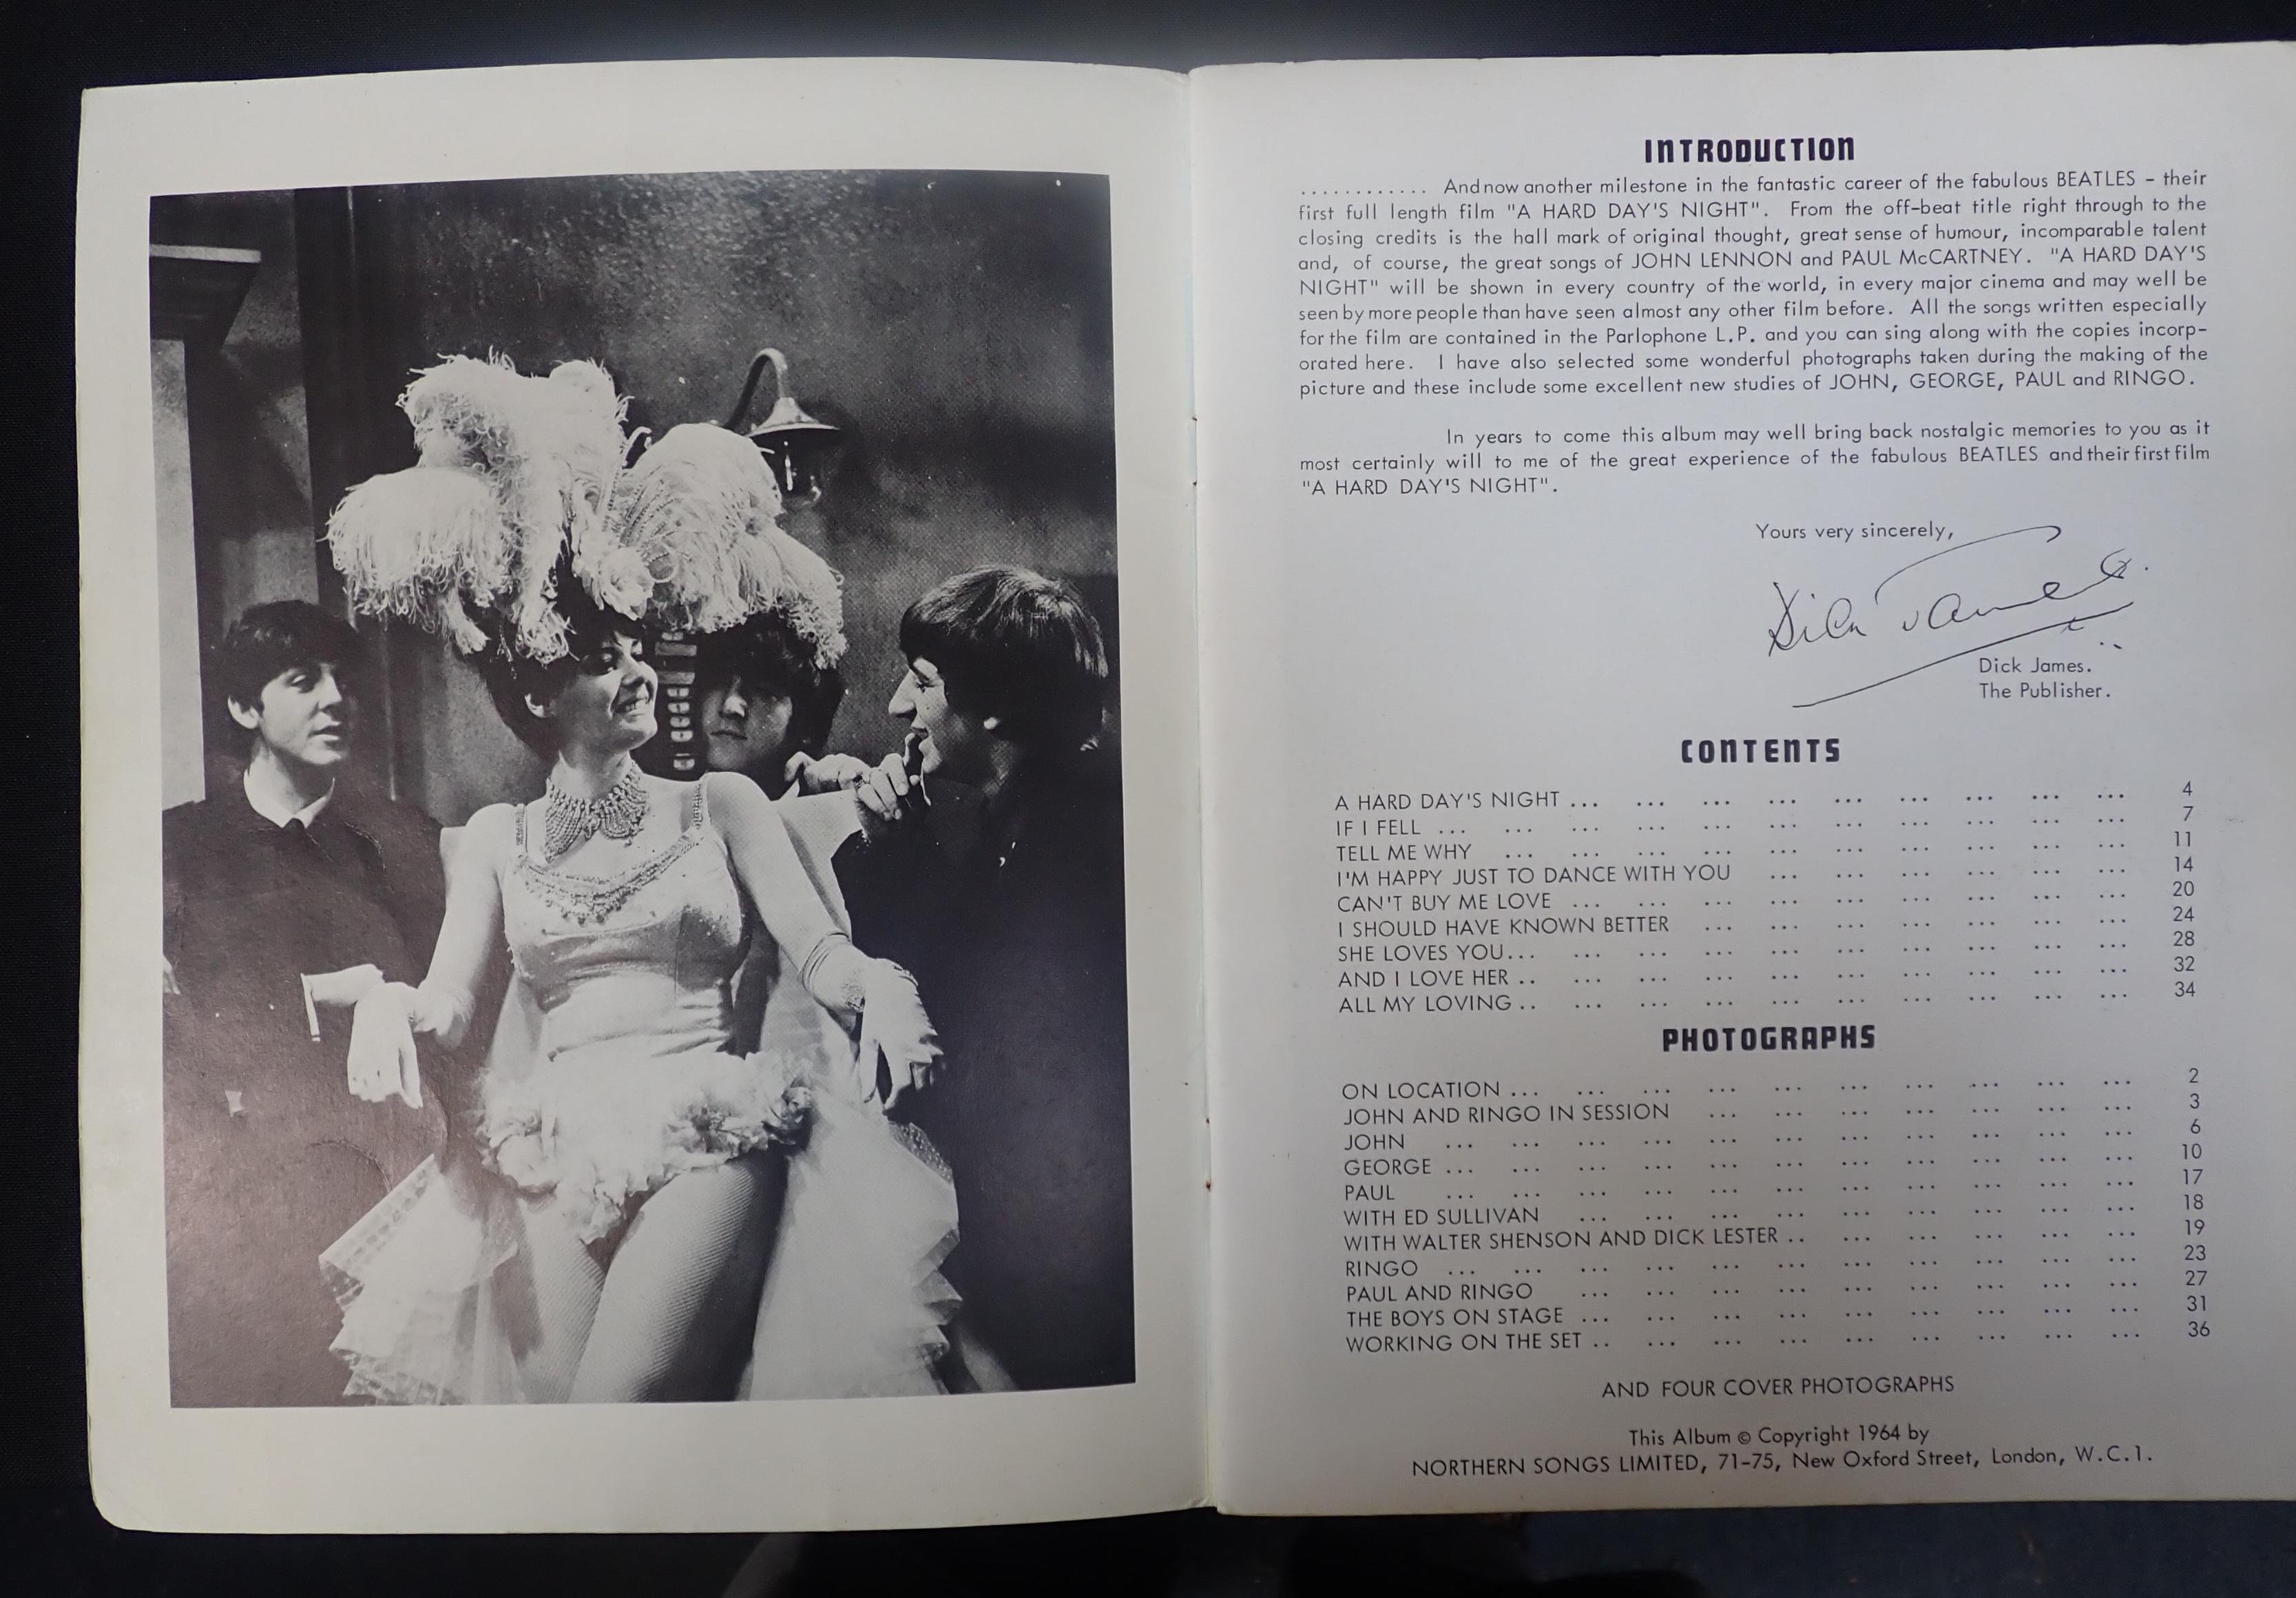 INTRODUCTION
............ And now another milestone in the fantastic career of the fabulous BEATLES - their
first full length film "A HARD DAY'S NIGHT". From the off-beat title right through to the
closing credits is the hall mark of original thought, great sense of humour, incomparable talent
and, of course, the great songs of JOHN LENNON and PAUL McCARTNEY. "A HARD DAY'S
NIGHT" will be shown in every country of the world, in every major cinema and may well be
seen by more people than have seen almost any other film before. All the songs written especially
for the film are contained in the Parlophone L.P. and you can sing along with the copies incorp-
orated here. I have also selected some wonderful photographs taken during the making of the
picture and these include some excellent new studies of JOHN, GEORGE, PAUL and RINGO.
In years to come this album may well bring back nostalgic memories to you as it
most certainly will to me of the great experience of the fabulous BEATLES and their first film
"A HARD DAY'S NIGHT".
Yours very sincerely,
Dick James
Dick James.
The Publisher.
CONTENTS
A HARD DAY'S NIGHT ... ... ... ... ... ... ... ... ... 4
IF I FELL ... ... ... ... ... ... ... ... ... ... ... 7
TELL ME WHY ... ... ... ... ... ... ... ... ... ... 11
I'M HAPPY JUST TO DANCE WITH YOU ... ... ... ... ... ... 14
CAN'T BUY ME LOVE ... ... ... ... ... ... ... ... ... 20
I SHOULD HAVE KNOWN BETTER ... ... ... ... ... ... ... 24
SHE LOVES YOU... ... ... ... ... ... ... ... ... ... 28
AND I LOVE HER .. ... ... ... ... ... ... ... ... ... 32
ALL MY LOVING .. ... ... ... ... ... ... ... ... ... 34
PHOTOGRAPHS
ON LOCATION ... ... ... ... ... ... ... ... ... ... 2
JOHN AND RINGO IN SESSION ... ... ... ... ... ... ... 3
JOHN ... ... ... ... ... ... ... ... ... ... ... 6
GEORGE ... ... ... ... ... ... ... ... ... ... ... 10
PAUL ... ... ... ... ... ... ... ... ... ... ... 17
WITH ED SULLIVAN ... ... ... ... ... ... ... ... ... 18
WITH WALTER SHENSON AND DICK LESTER .. ... ... ... ... ... 19
RINGO ... ... ... ... ... ... ... ... ... ... ... 23
PAUL AND RINGO ... ... ... ... ... ... ... ... ... 27
THE BOYS ON STAGE ... ... ... ... ... ... ... ... ... 31
WORKING ON THE SET .. ... ... ... ... ... ... ... ... 36
AND FOUR COVER PHOTOGRAPHS
This Album © Copyright 1964 by
NORTHERN SONGS LIMITED, 71-75, New Oxford Street, London, W.C.1.